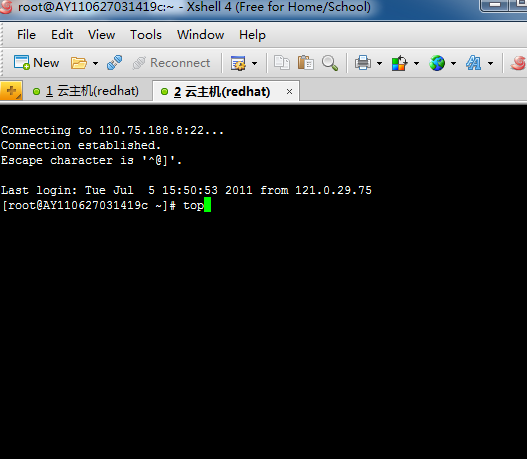 root@AY110627031419c:~ - Xshell 4 (Free for Home/School)
File Edit View Tools Window Help
New Reconnect
1 云主机(redhat) 2 云主机(redhat)
Connecting to 110.75.188.8:22...
Connection established.
Escape character is '^@]'.
Last login: Tue Jul  5 15:50:53 2011 from 121.0.29.75
[root@AY110627031419c ~]# top